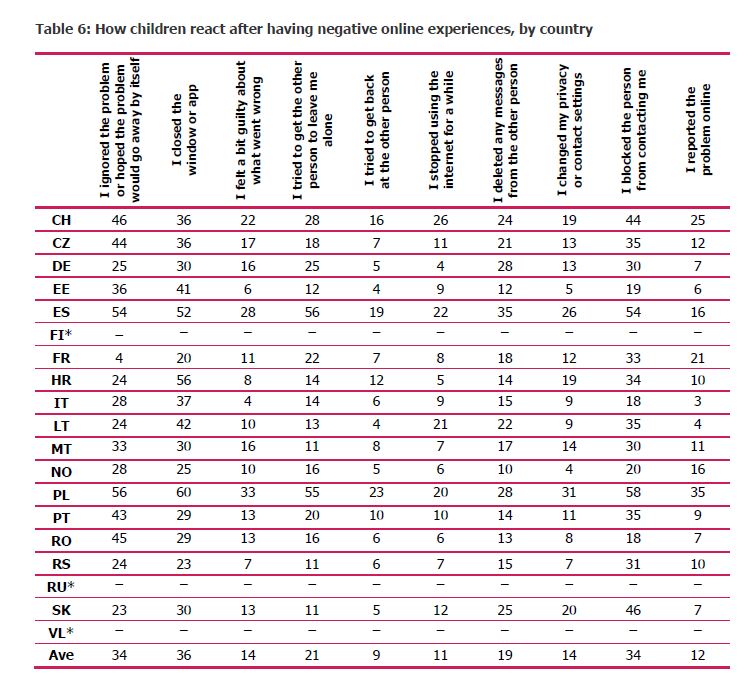 Table 6: How children react after having negative online experiences, by country
I ignored the problem
or hoped the problem
would go away by itself
I closed the
window or app
I felt a bit guilty about
what went wrong
I tried to get the other
person to leave me
alone
I tried to get back
at the other person
I stopped using the
internet for a while
I deleted any messages
from the other person
I changed my privacy
or contact settings
I blocked the person
from contacting me
I reported the
problem online
CH 46 36 22 28 16 26 24 19 44 25
CZ 44 36 17 18 7 11 21 13 35 12
DE 25 30 16 25 5 4 28 13 30 7
EE 36 41 6 12 4 9 12 5 19 6
ES 54 52 28 56 19 22 35 26 54 16
FI* – – – – – – – – – –
FR 4 20 11 22 7 8 18 12 33 21
HR 24 56 8 14 12 5 14 19 34 10
IT 28 37 4 14 6 9 15 9 18 3
LT 24 42 10 13 4 21 22 9 35 4
MT 33 30 16 11 8 7 17 14 30 11
NO 28 25 10 16 5 6 10 4 20 16
PL 56 60 33 55 23 20 28 31 58 35
PT 43 29 13 20 10 10 14 11 35 9
RO 45 29 13 16 6 6 13 8 18 7
RS 24 23 7 11 6 7 15 7 31 10
RU* – – – – – – – – – –
SK 23 30 13 11 5 12 25 20 46 7
VL* – – – – – – – – – –
Ave 34 36 14 21 9 11 19 14 34 12